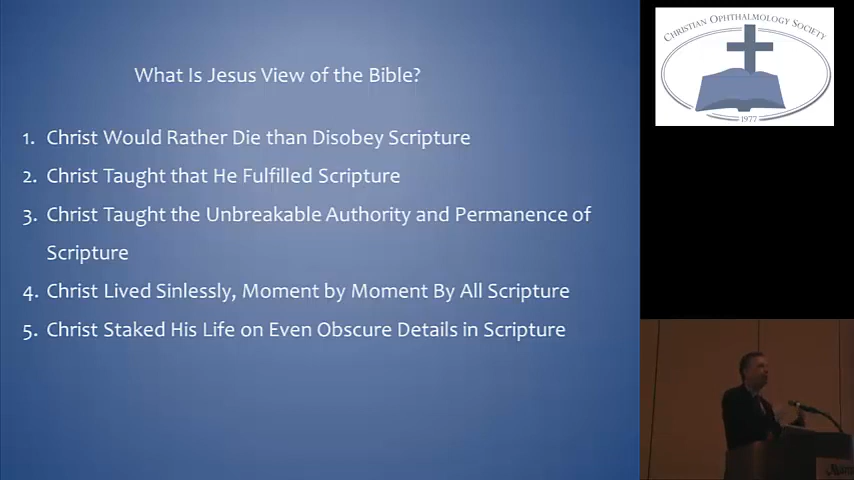 What Is Jesus View of the Bible?
1. Christ Would Rather Die than Disobey Scripture
2. Christ Taught that He Fulfilled Scripture
3. Christ Taught the Unbreakable Authority and Permanence of
Scripture
4. Christ Lived Sinlessly, Moment by Moment By All Scripture
5. Christ Staked His Life on Even Obscure Details in Scripture
CHRISTIAN OPHTHALMOLOGY SOCIETY
1977